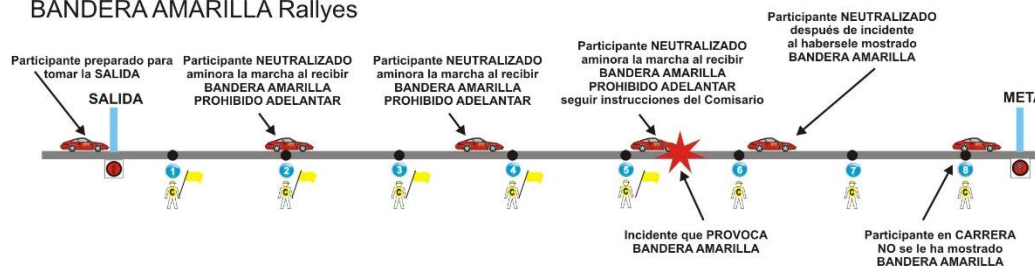 BANDERA AMARILLA Rallyes
Participante preparado para
tomar la SALIDA
SALIDA
Participante NEUTRALIZADO
aminora la marcha al recibir
BANDERA AMARILLA
PROHIBIDO ADELANTAR
Participante NEUTRALIZADO
aminora la marcha al recibir
BANDERA AMARILLA
PROHIBIDO ADELANTAR
Participante NEUTRALIZADO
aminora la marcha al recibir
BANDERA AMARILLA
PROHIBIDO ADELANTAR
seguir instrucciones del Comisario
Participante NEUTRALIZADO
después de incidente
al habersele mostrado
BANDERA AMARILLA
META
1
2
3
4
5
6
7
8
C
C
C
C
C
C
C
C
Incidente que PROVOCA
BANDERA AMARILLA
Participante en CARRERA
NO se le ha mostrado
BANDERA AMARILLA